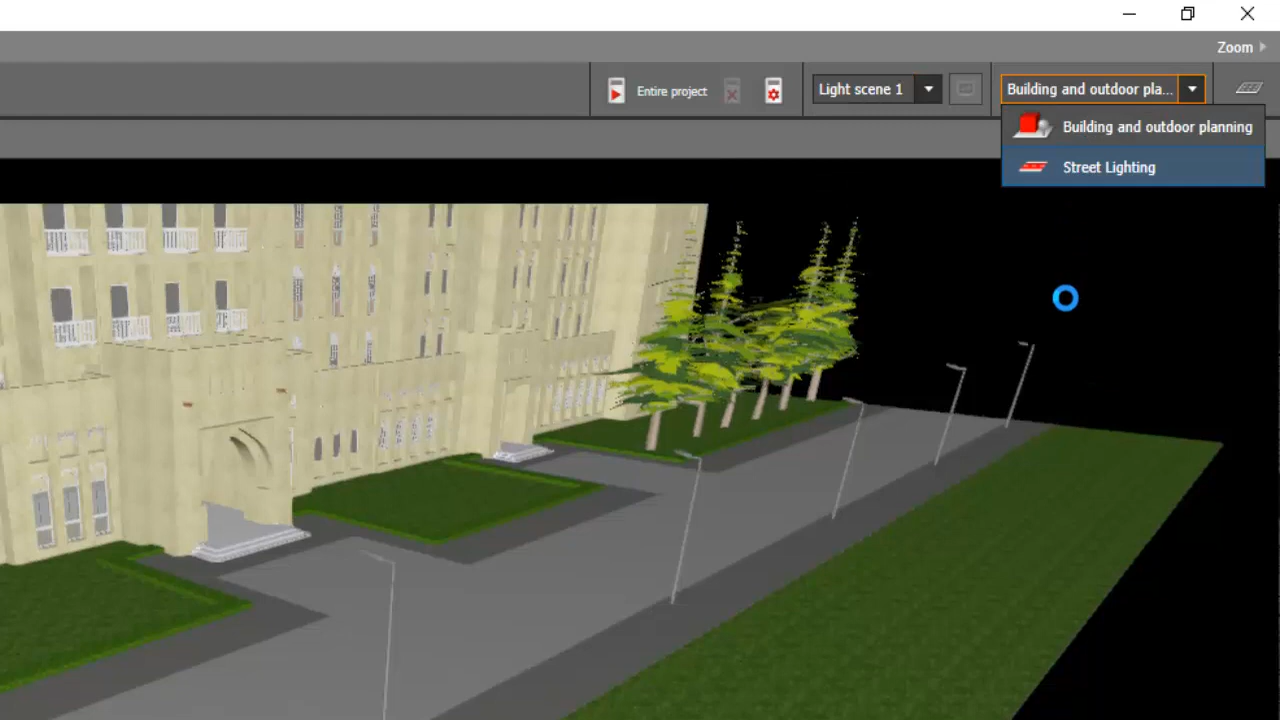 Zoom
Entire project
Light scene 1
Building and outdoor pla...
Building and outdoor planning
Street Lighting